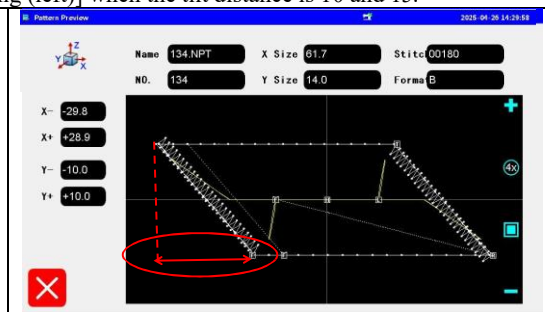 g (left)] when the tilt distance is 10 and 15.
Pattern Preview 2025-04-26 14:29:58
Z
Y X
Name 134.NPT X Size 61.7 Stitc 00180
NO. 134 Y Size 14.0 Forma B
X- -29.8
X+ +28.9
Y- -10.0
Y+ +10.0
4x